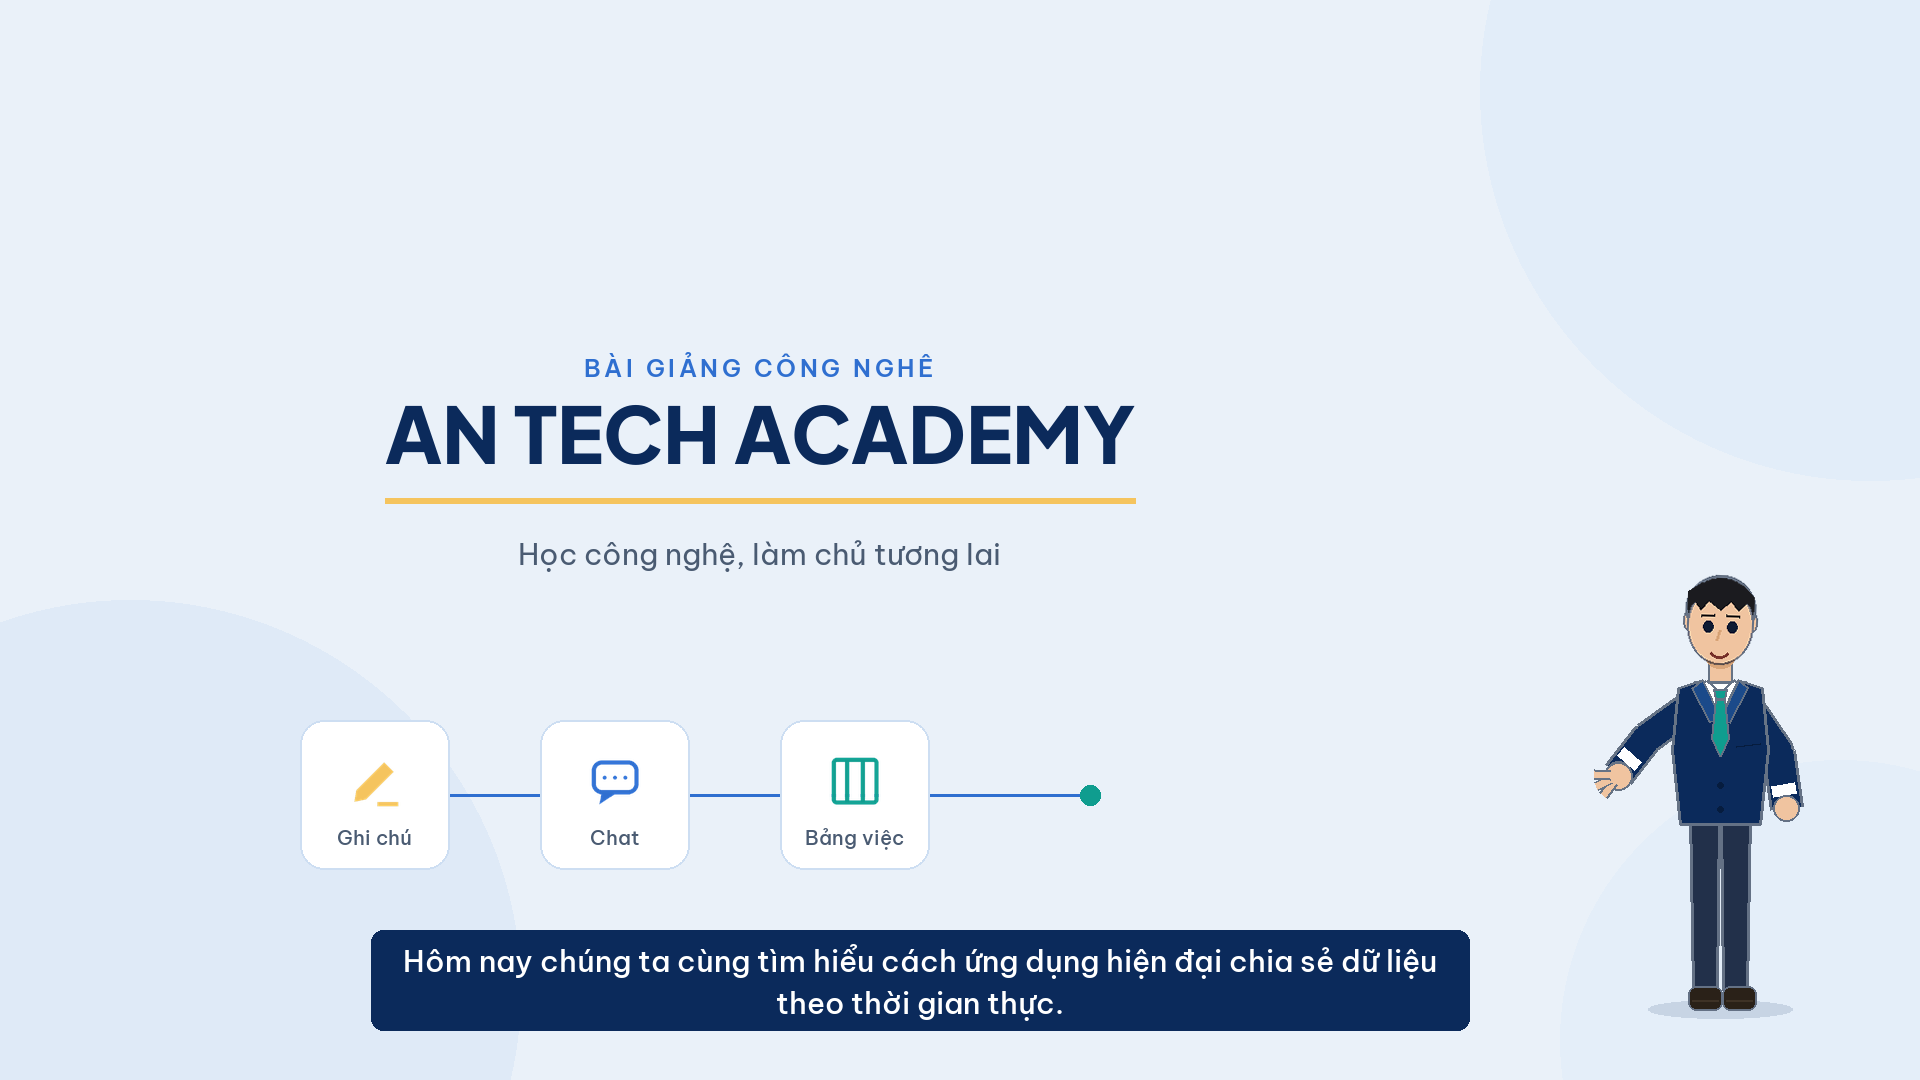 BÀI GIẢNG CÔNG NGHÊ
AN TECH ACADEMY
Học công nghệ, làm chủ tương lai
Ghi chú
Chat
Bảng việc
Hôm nay chúng ta cùng tìm hiểu cách ứng dụng hiện đại chia sẻ dữ liệu
theo thời gian thực.